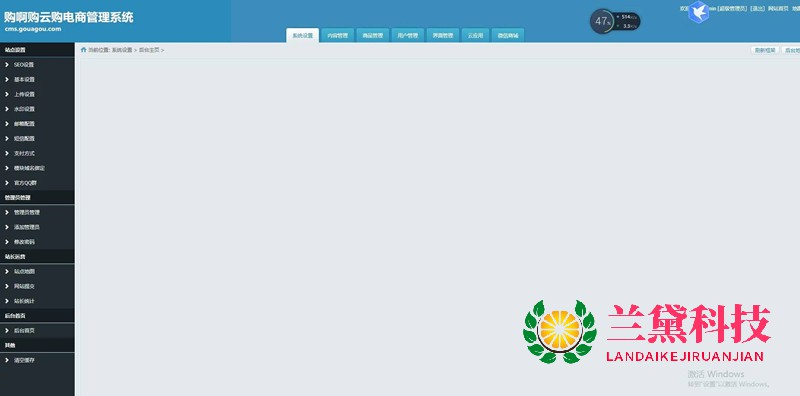 购啊购云购电商管理系统
cms.gouagou.com
系统设置 内容管理 商品管理 用户管理 界面管理 云应用 微信商城
47%
[超级管理员] [退出] 网站首页
当前位置: 系统设置 > 后台主页 >
刷新框架
站点设置
SEO设置
基本设置
上传设置
水印设置
邮箱配置
短信配置
支付方式
模块域名绑定
官方QQ群
管理员管理
管理员管理
添加管理员
修改密码
站长运营
站点地图
网站提交
站长统计
后台首页
后台首页
其他
清空缓存
兰黛科技
LANDAIKEJIRUANJIAN
激活 Windows
转到"设置"以激活 Windows。